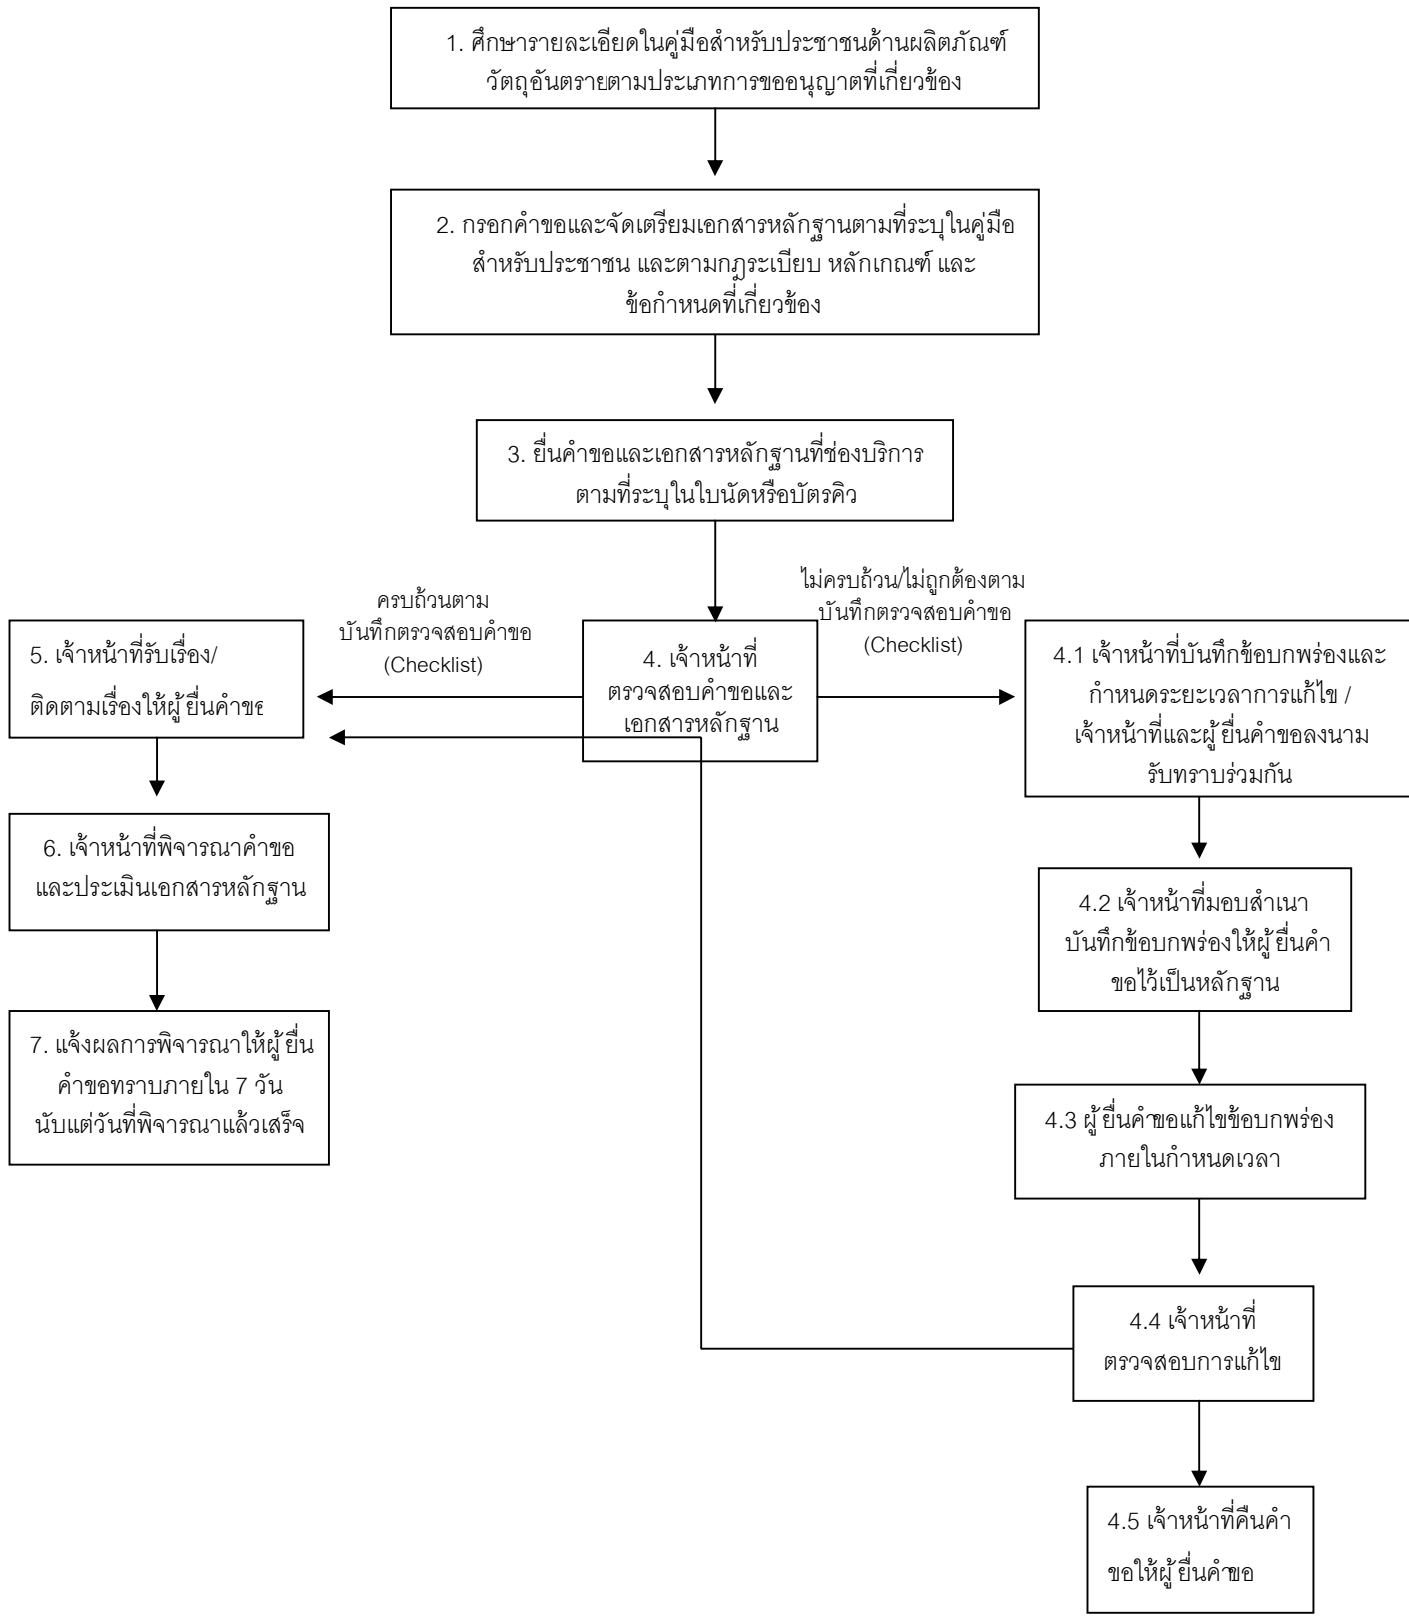 1. ศึกษารายละเอียดในคู่มือสำหรับประชาชนด้านผลิตภัณฑ์
วัตถุอันตรายตามประเภทการขออนุญาตที่เกี่ยวข้อง
2. กรอกคำขอและจัดเตรียมเอกสารหลักฐานตามที่ระบุในคู่มือ
สำหรับประชาชน และตามกฎระเบียบ หลักเกณฑ์ และ
ข้อกำหนดที่เกี่ยวข้อง
3. ยื่นคำขอและเอกสารหลักฐานที่ช่องบริการ
ตามที่ระบุในใบนัดหรือบัตรคิว
ครบถ้วนตาม
บันทึกตรวจสอบคำขอ
(Checklist)
ไม่ครบถ้วน/ไม่ถูกต้องตาม
บันทึกตรวจสอบคำขอ
(Checklist)
4. เจ้าหน้าที่
ตรวจสอบคำขอและ
เอกสารหลักฐาน
5. เจ้าหน้าที่รับเรื่อง/
ติดตามเรื่องให้ผู้ยื่นคำขอ
6. เจ้าหน้าที่พิจารณาคำขอ
และประเมินเอกสารหลักฐาน
7. แจ้งผลการพิจารณาให้ผู้ยื่น
คำขอทราบภายใน 7 วัน
นับแต่วันที่พิจารณาแล้วเสร็จ
4.1 เจ้าหน้าที่บันทึกข้อบกพร่องและ
กำหนดระยะเวลาการแก้ไข /
เจ้าหน้าที่และผู้ยื่นคำขอลงนาม
รับทราบร่วมกัน
4.2 เจ้าหน้าที่มอบสำเนา
บันทึกข้อบกพร่องให้ผู้ยื่นคำ
ขอไว้เป็นหลักฐาน
4.3 ผู้ยื่นคำขอแก้ไขข้อบกพร่อง
ภายในกำหนดเวลา
4.4 เจ้าหน้าที่
ตรวจสอบการแก้ไข
4.5 เจ้าหน้าที่คืนคำ
ขอให้ผู้ยื่นคำขอ